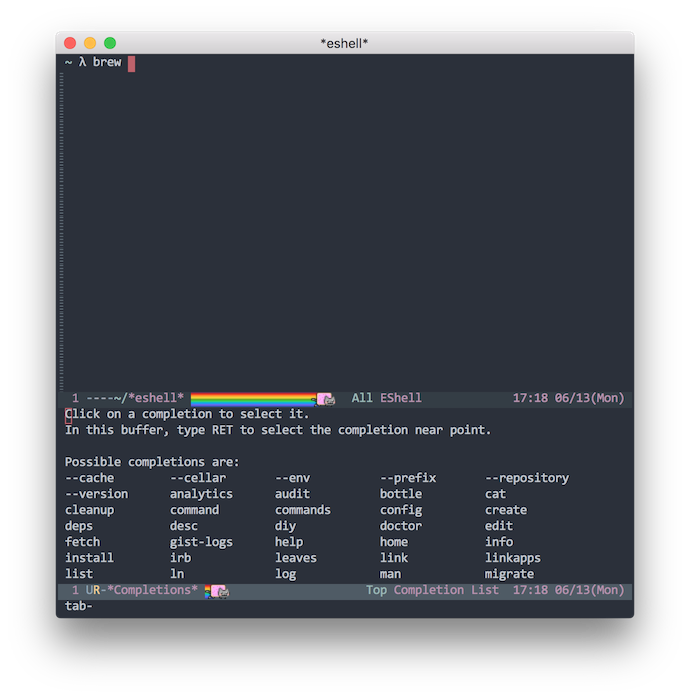 *eshell*
~ λ brew
1 ----~/*eshell* All EShell 17:18 06/13(Mon)
Click on a completion to select it.
In this buffer, type RET to select the completion near point.
Possible completions are:
--cache --cellar --env --prefix --repository
--version analytics audit bottle cat
cleanup command commands config create
deps desc diy doctor edit
fetch gist-logs help home info
install irb leaves link linkapps
list ln log man migrate
1 UR-*Completions* Top Completion List 17:18 06/13(Mon)
tab-